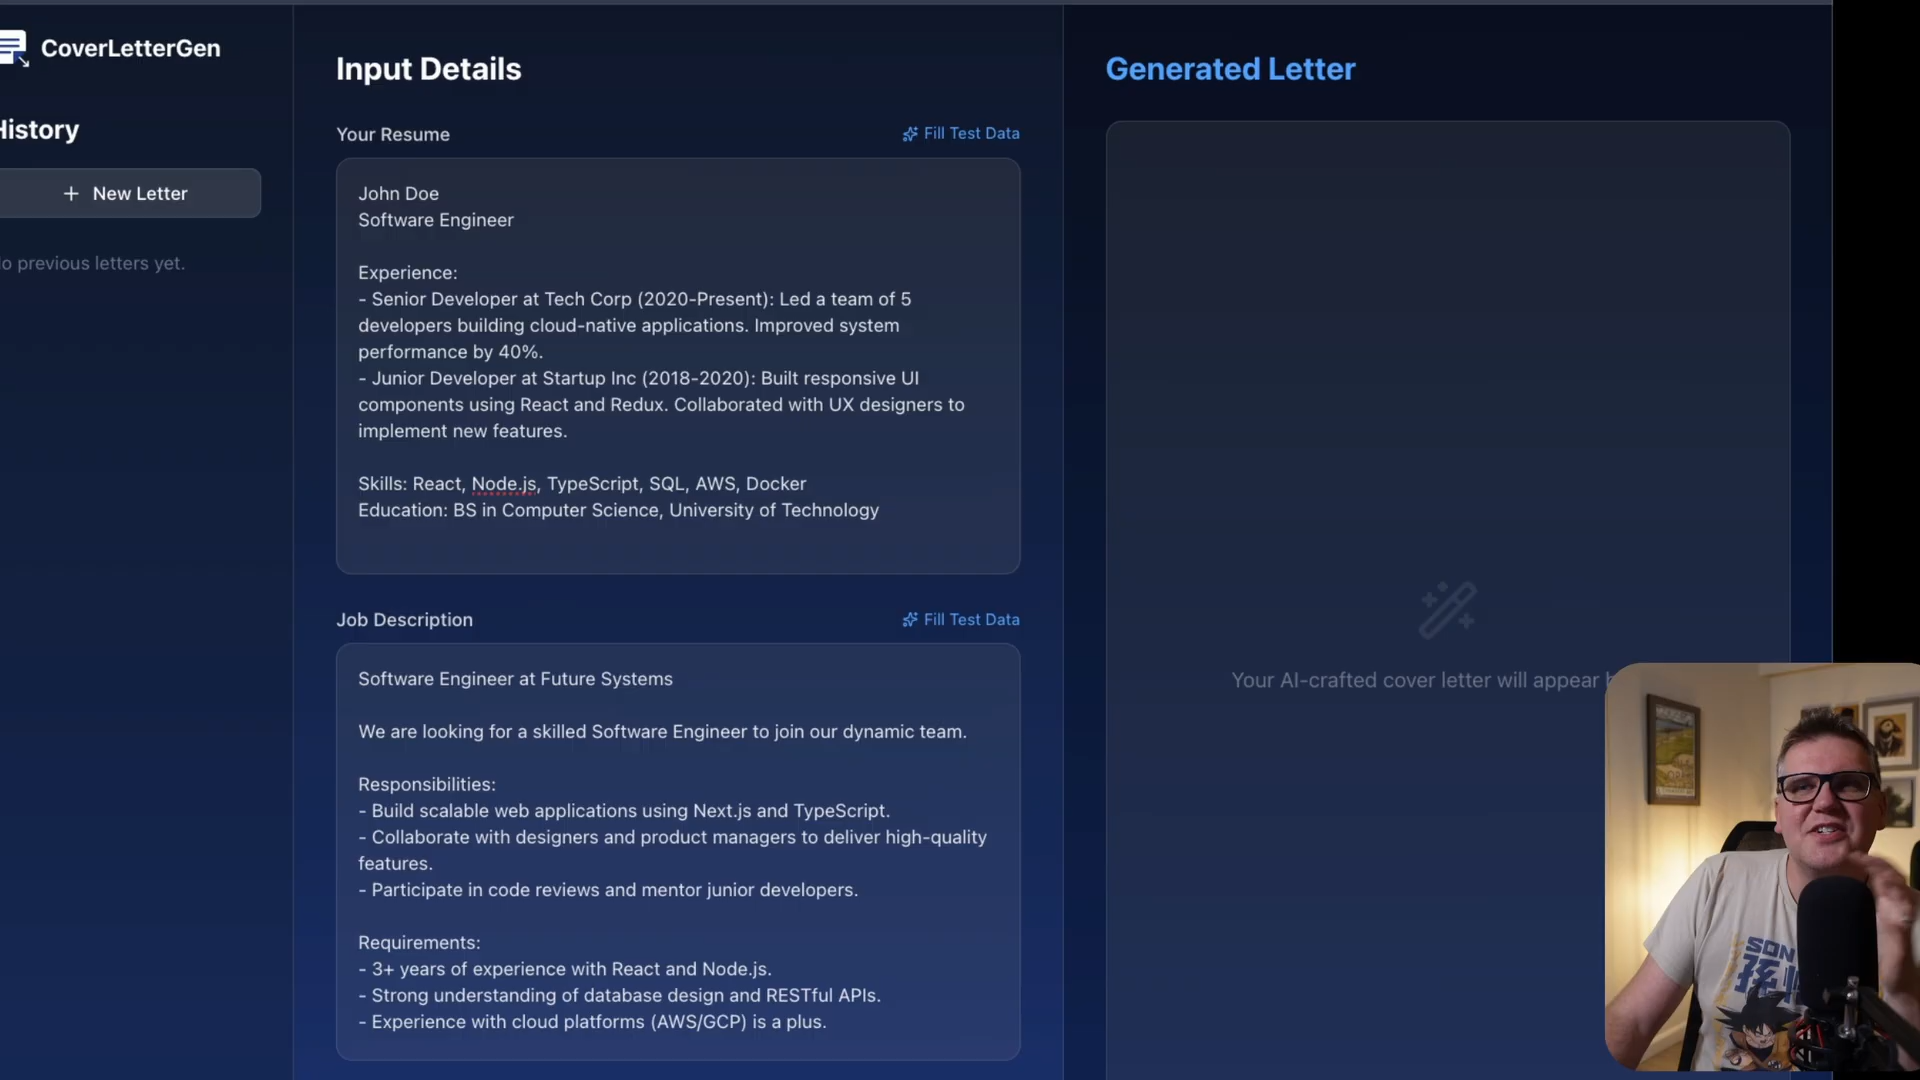 CoverLetterGen
History
+ New Letter
o previous letters yet.
Input Details
Your Resume
Fill Test Data
John Doe
Software Engineer
Experience:
- Senior Developer at Tech Corp (2020-Present): Led a team of 5
developers building cloud-native applications. Improved system
performance by 40%.
- Junior Developer at Startup Inc (2018-2020): Built responsive UI
components using React and Redux. Collaborated with UX designers to
implement new features.
Skills: React, Node.js, TypeScript, SQL, AWS, Docker
Education: BS in Computer Science, University of Technology
Job Description
Fill Test Data
Software Engineer at Future Systems
We are looking for a skilled Software Engineer to join our dynamic team.
Responsibilities:
- Build scalable web applications using Next.js and TypeScript.
- Collaborate with designers and product managers to deliver high-quality
features.
- Participate in code reviews and mentor junior developers.
Requirements:
- 3+ years of experience with React and Node.js.
- Strong understanding of database design and RESTful APIs.
- Experience with cloud platforms (AWS/GCP) is a plus.
Generated Letter
Your AI-crafted cover letter will appear
SON